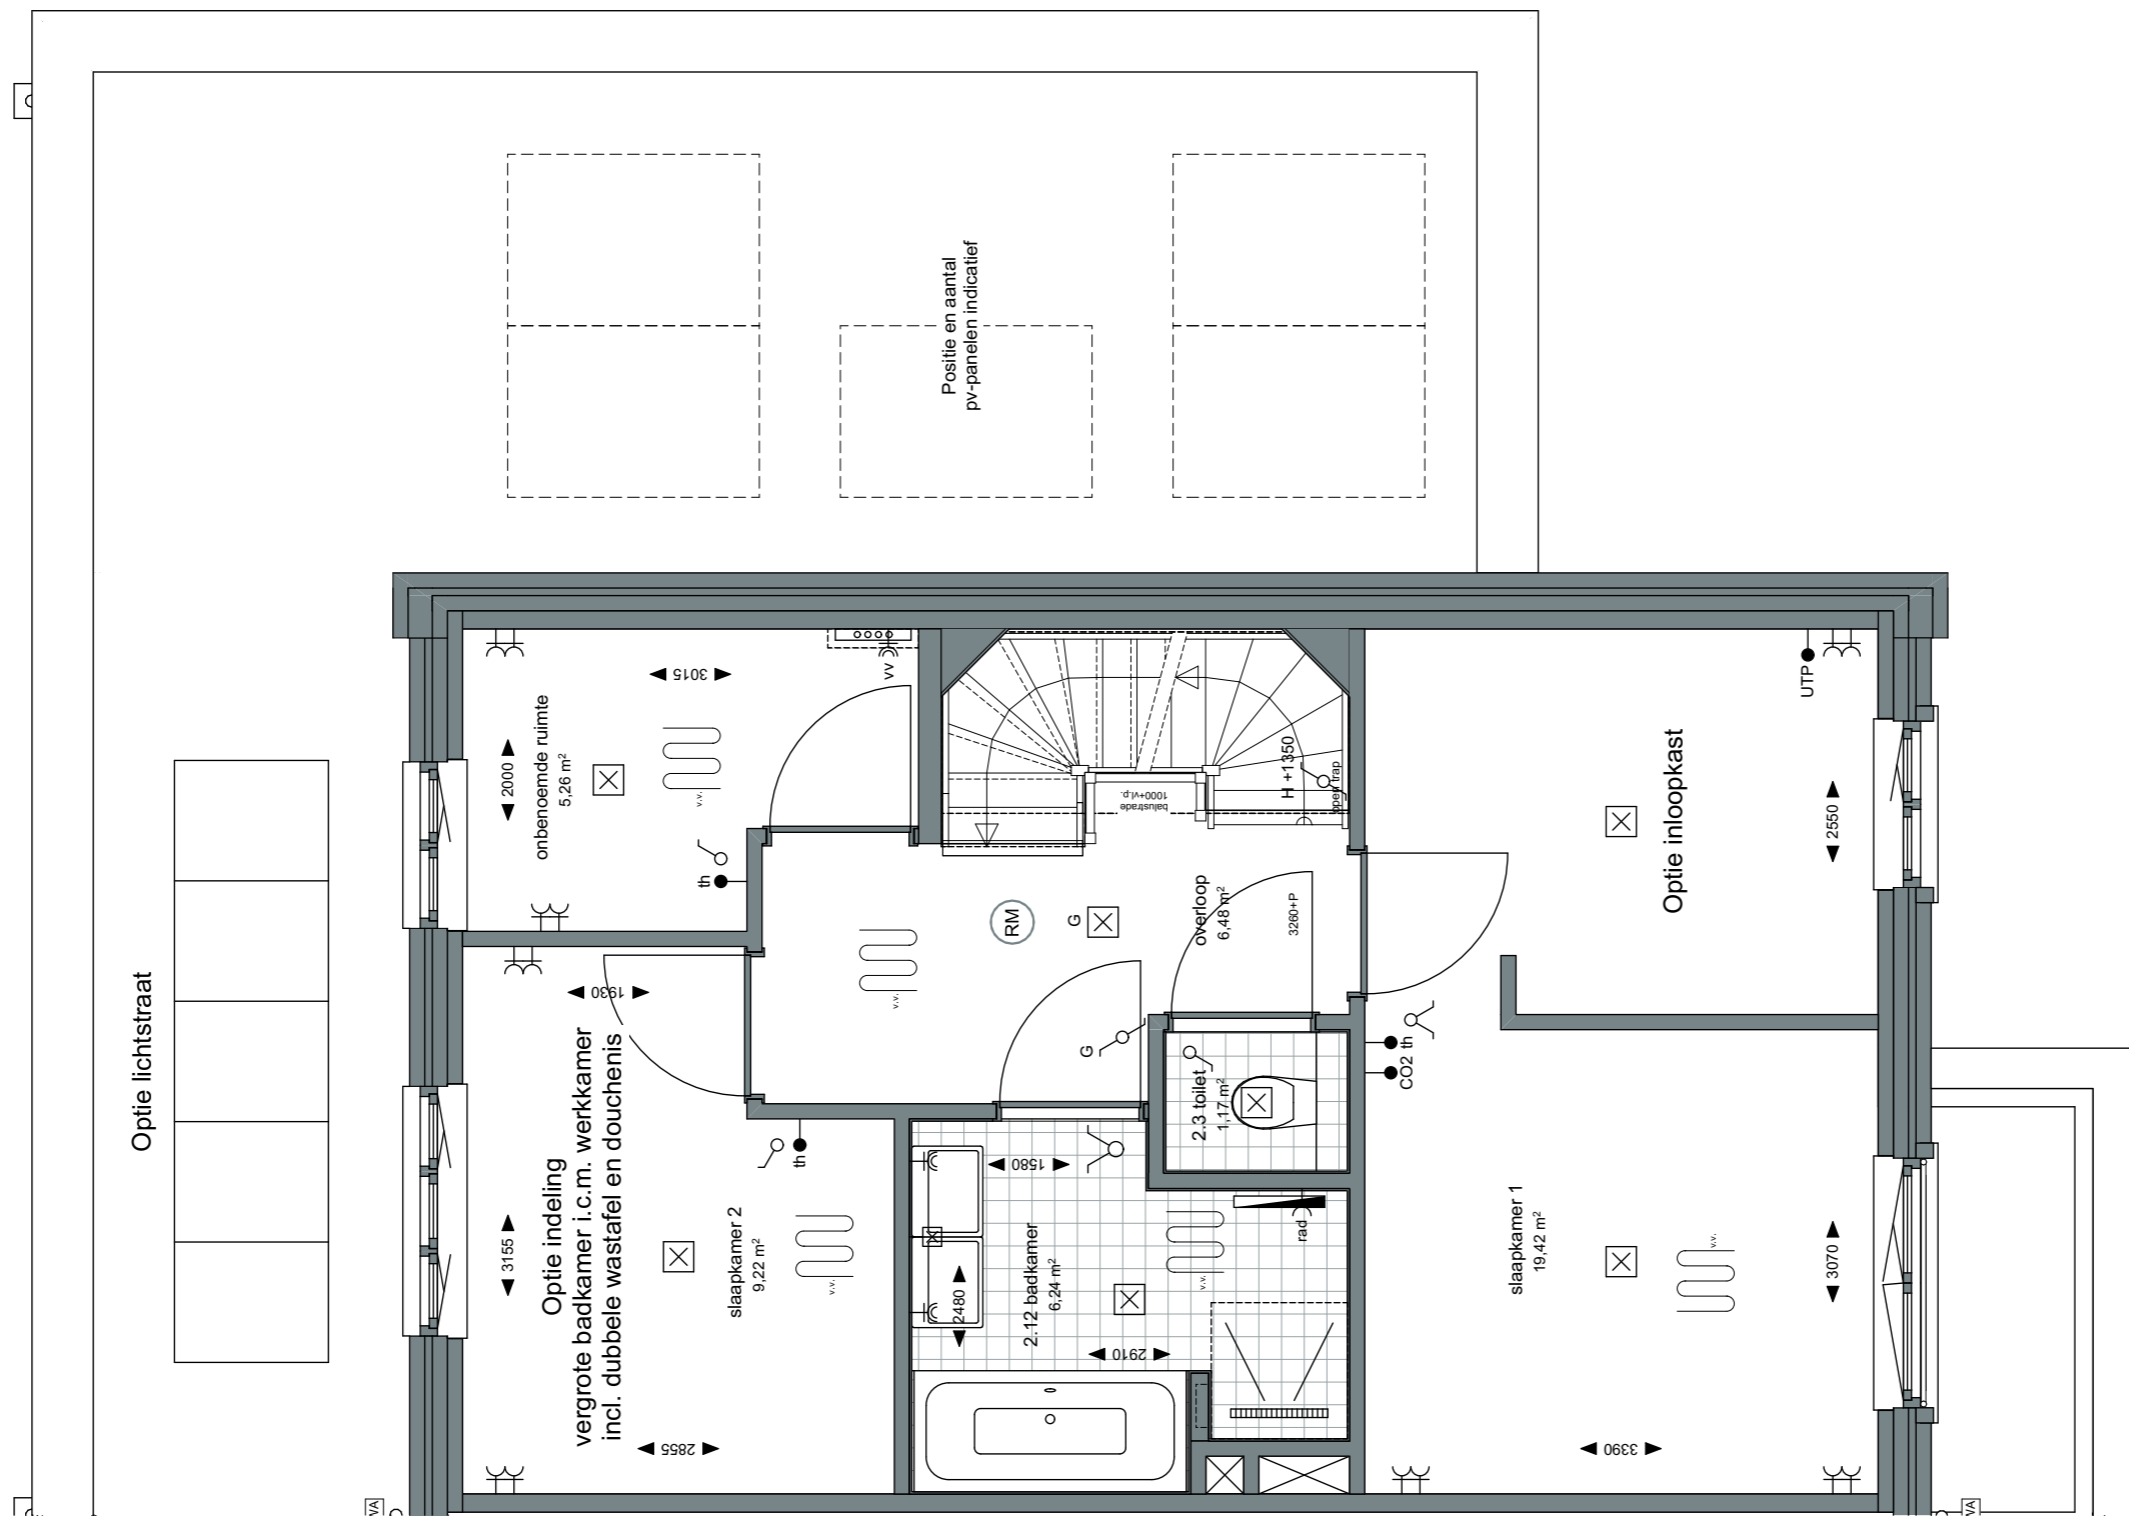 Positie en aantal
pv-panelen indicatief
Optie lichtstraat
onbenoemde ruimte
5,26 m²
2000
3015
v.v.
vv
th
balustrade
1000+vl.p.
H +1350
open trap
UTP
Optie inloopkast
2550
RM
G
overloop
6,48 m²
3260+P
v.v.
G
1930
Optie indeling
vergrote badkamer i.c.m. werkkamer
incl. dubbele wastafel en douchenis
3155
th
slaapkamer 2
9,22 m²
v.v.
2855
1580
2480
2.12 badkamer
6,24 m²
2910
v.v.
rad
2.3 toilet
1,17 m²
th
CO2
slaapkamer 1
19,42 m²
v.v.
3070
3390